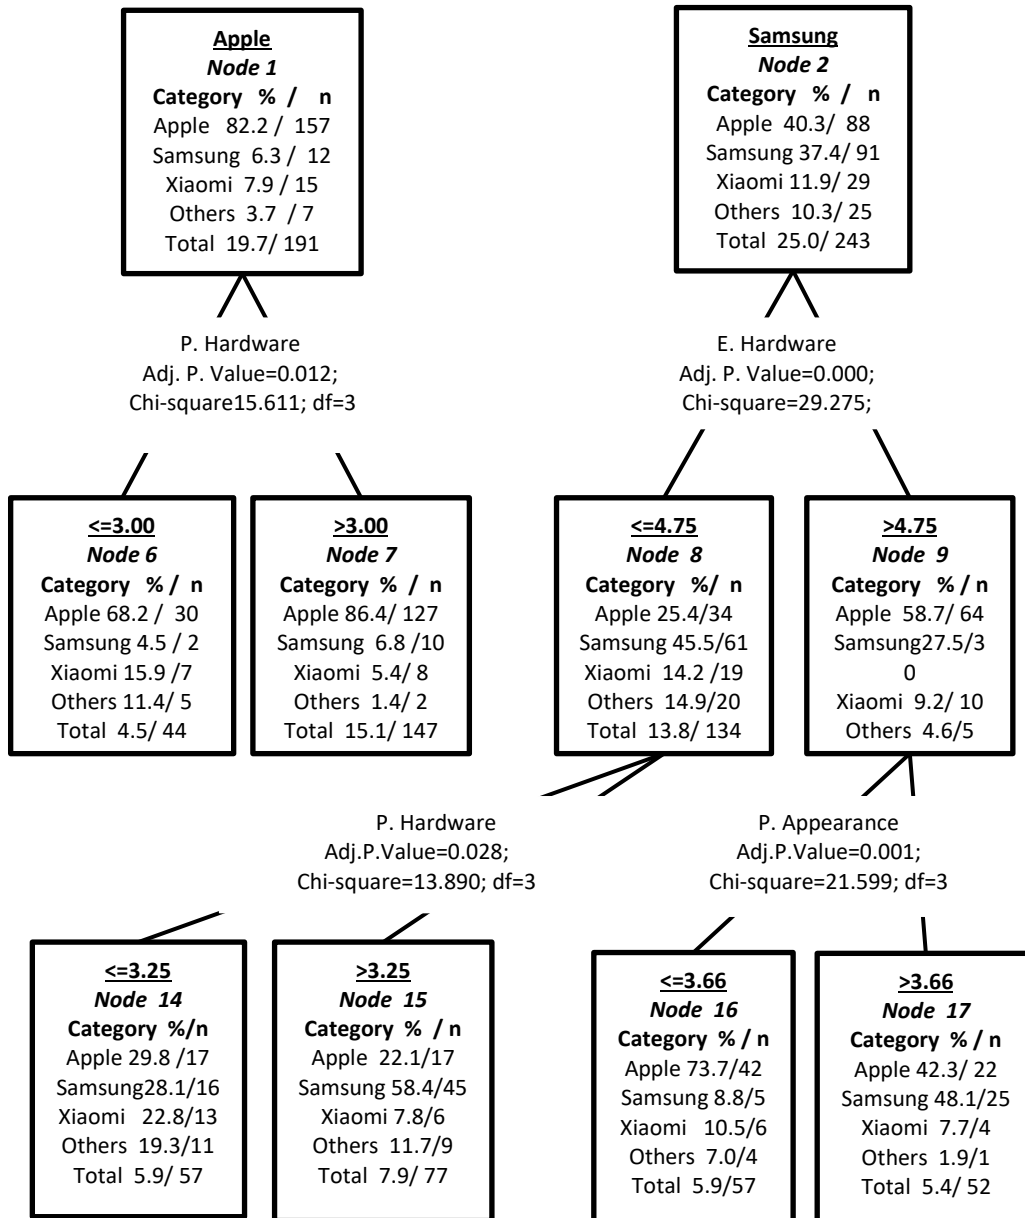 Apple
Node 1
Category % / n
Apple 82.2 / 157
Samsung 6.3 / 12
Xiaomi 7.9 / 15
Others 3.7 / 7
Total 19.7/ 191
Samsung
Node 2
Category % / n
Apple 40.3/ 88
Samsung 37.4/ 91
Xiaomi 11.9/ 29
Others 10.3/ 25
Total 25.0/ 243
P. Hardware
Adj. P. Value=0.012;
Chi-square15.611; df=3
E. Hardware
Adj. P. Value=0.000;
Chi-square=29.275;
<=3.00
Node 6
Category % / n
Apple 68.2 / 30
Samsung 4.5 / 2
Xiaomi 15.9 /7
Others 11.4/ 5
Total 4.5/ 44
>3.00
Node 7
Category % / n
Apple 86.4/ 127
Samsung 6.8 /10
Xiaomi 5.4/ 8
Others 1.4/ 2
Total 15.1/ 147
<=4.75
Node 8
Category %/ n
Apple 25.4/34
Samsung 45.5/61
Xiaomi 14.2 /19
Others 14.9/20
Total 13.8/ 134
>4.75
Node 9
Category % / n
Apple 58.7/ 64
Samsung27.5/3
0
Xiaomi 9.2/ 10
Others 4.6/5
P. Hardware
Adj.P.Value=0.028;
Chi-square=13.890; df=3
P. Appearance
Adj.P.Value=0.001;
Chi-square=21.599; df=3
<=3.25
Node 14
Category %/n
Apple 29.8 /17
Samsung28.1/16
Xiaomi 22.8/13
Others 19.3/11
Total 5.9/ 57
>3.25
Node 15
Category % / n
Apple 22.1/17
Samsung 58.4/45
Xiaomi 7.8/6
Others 11.7/9
Total 7.9/ 77
<=3.66
Node 16
Category % / n
Apple 73.7/42
Samsung 8.8/5
Xiaomi 10.5/6
Others 7.0/4
Total 5.9/57
>3.66
Node 17
Category % / n
Apple 42.3/ 22
Samsung 48.1/25
Xiaomi 7.7/4
Others 1.9/1
Total 5.4/ 52